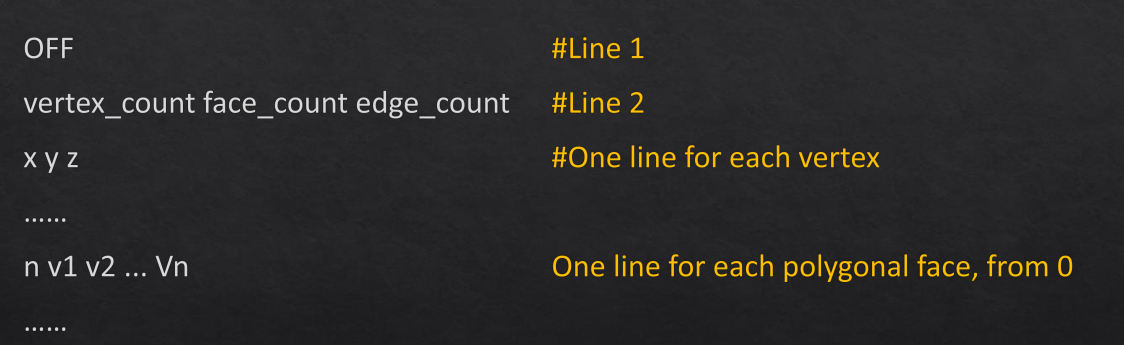 OFF #Line 1
vertex_count face_count edge_count #Line 2
x y z #One line for each vertex
……
n v1 v2 ... Vn One line for each polygonal face, from 0
……